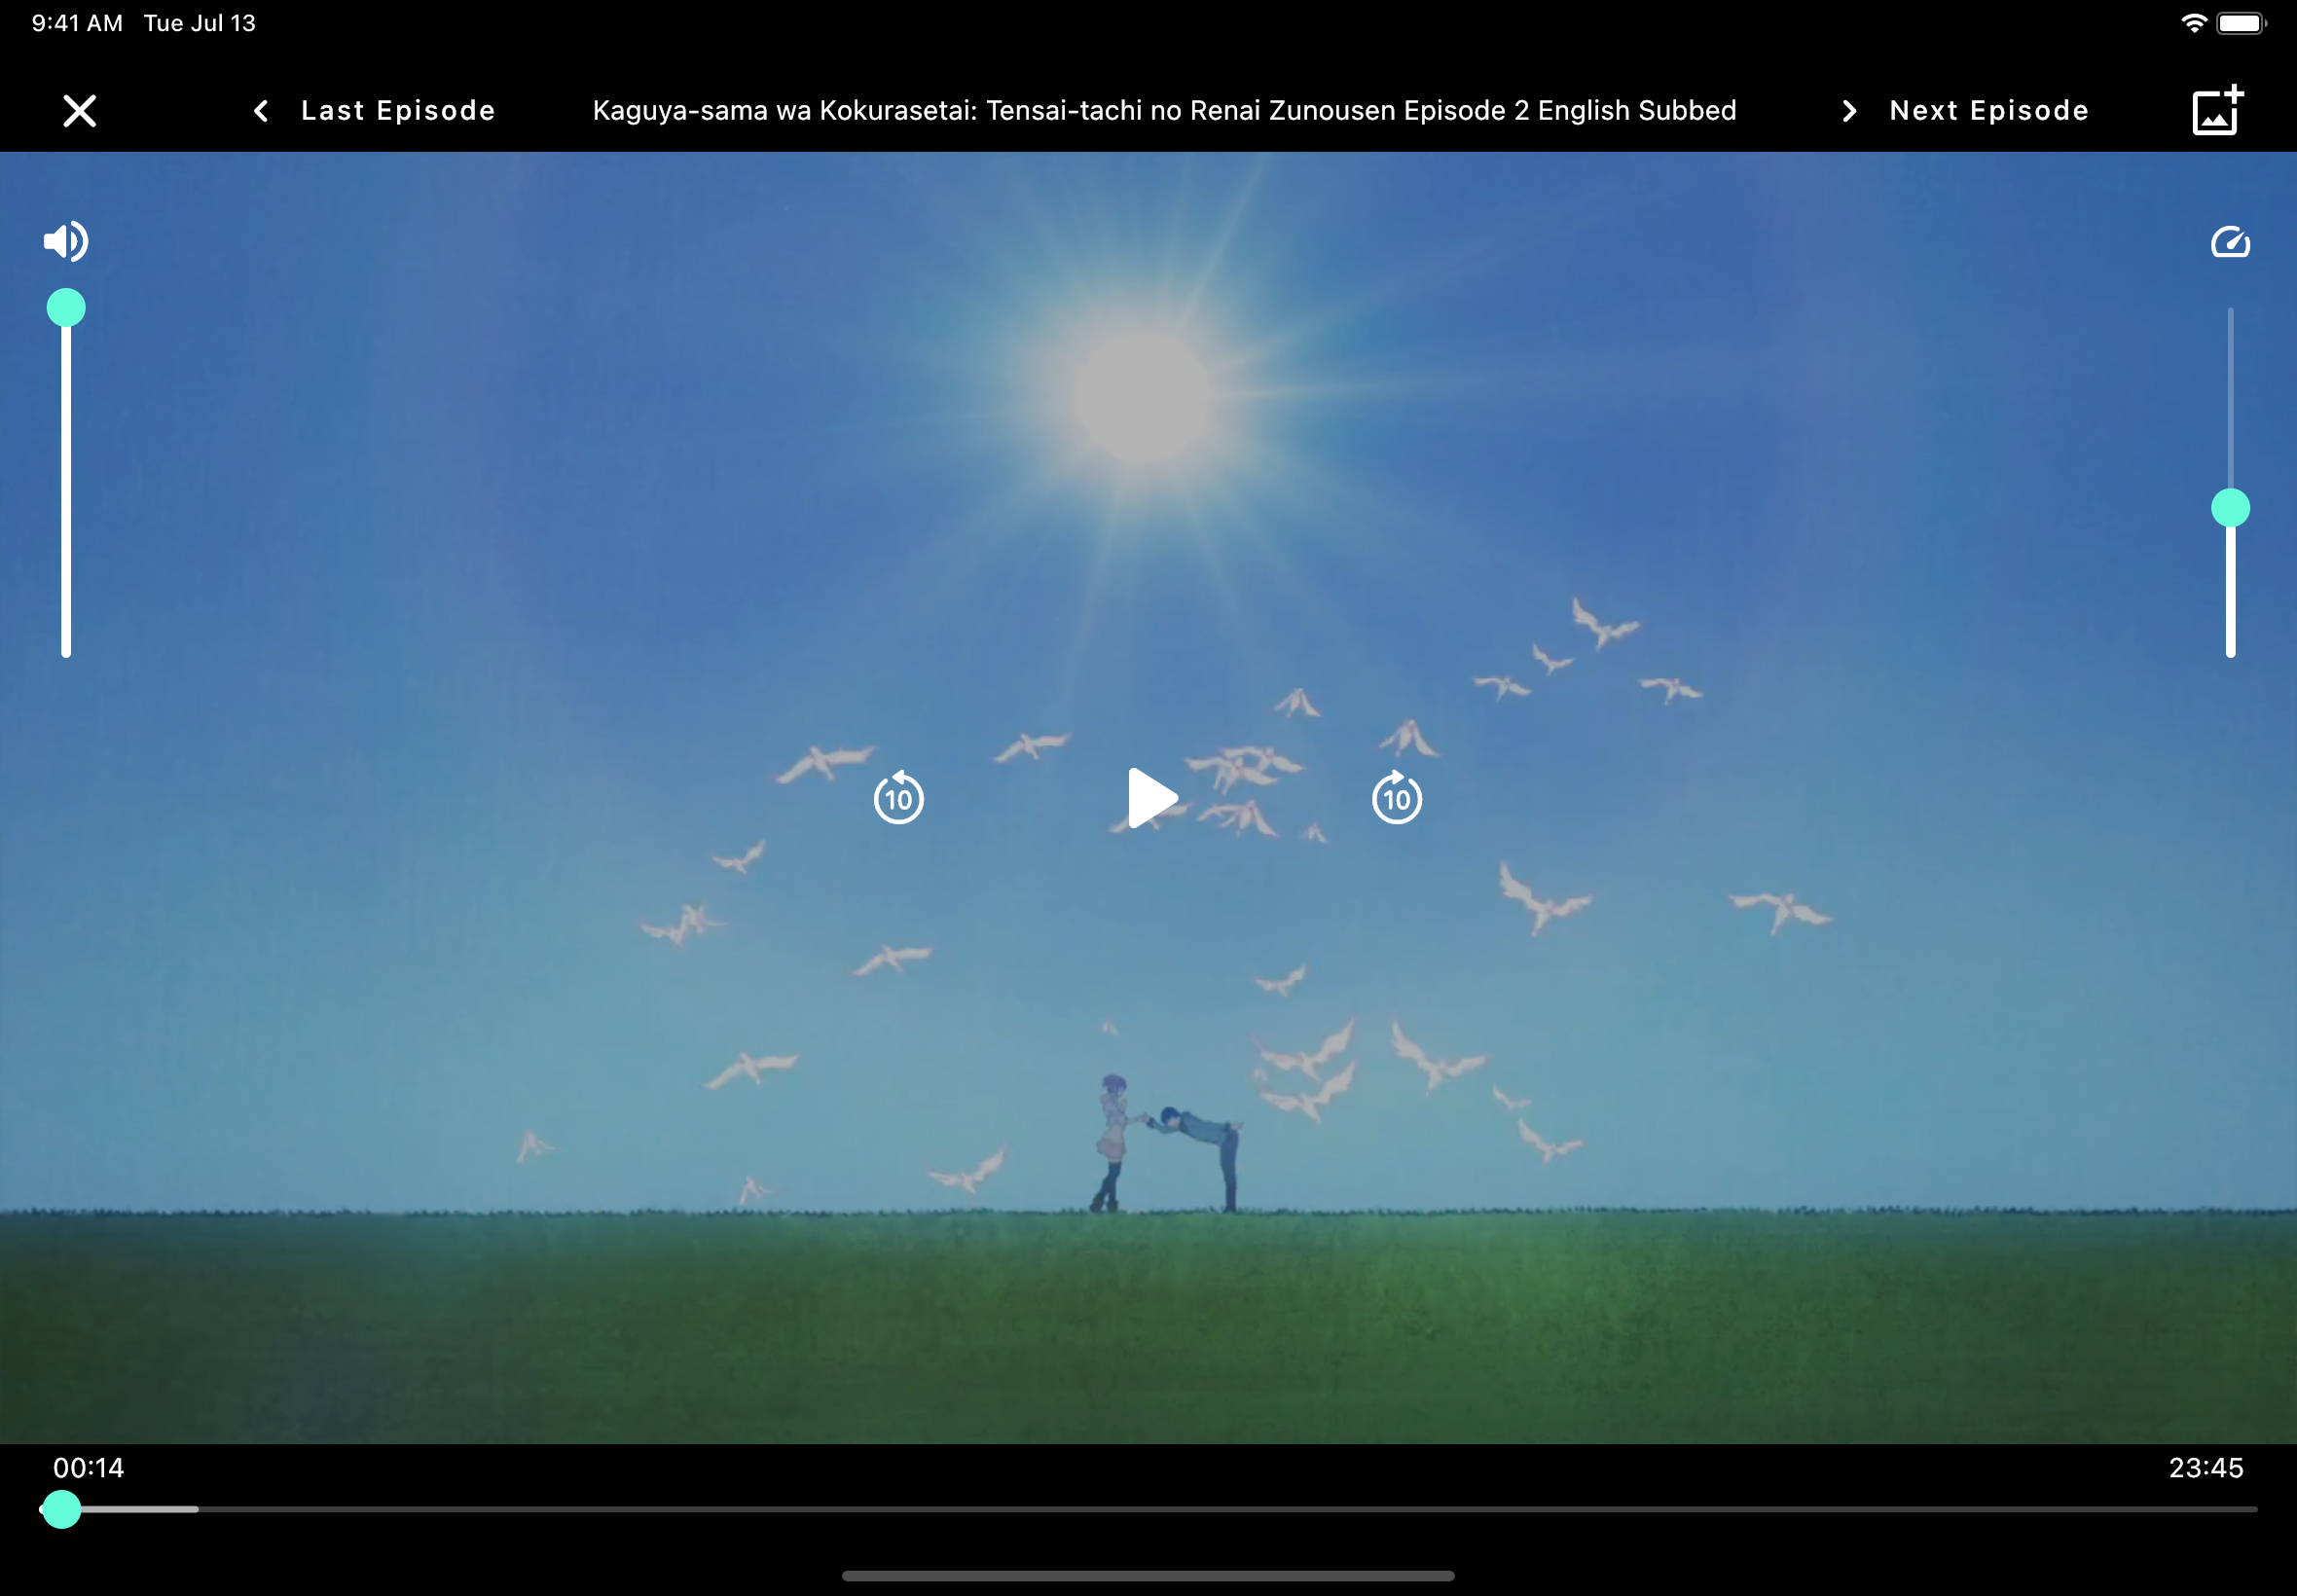 9:41 AM Tue Jul 13
Last Episode
Kaguya-sama wa Kokurasetai: Tensai-tachi no Renai Zunousen Episode 2 English Subbed
Next Episode
10
10
00:14
23:45